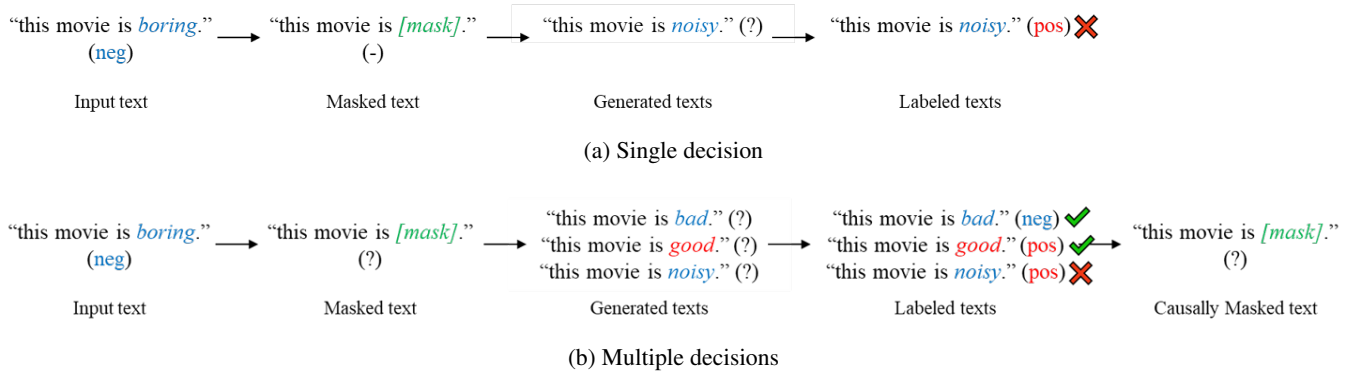 “this movie is boring.” “this movie is [mask].” “this movie is noisy.” (?) “this movie is noisy.” (pos)
(neg) (-)
Input text Masked text Generated texts Labeled texts
(a) Single decision
“this movie is bad.” (?) “this movie is bad.” (neg)
“this movie is boring.” “this movie is [mask].” “this movie is good.” (?) “this movie is good.” (pos) “this movie is [mask].”
(neg) (?) “this movie is noisy.” (?) “this movie is noisy.” (pos) (?)
Input text Masked text Generated texts Labeled texts Causally Masked text
(b) Multiple decisions